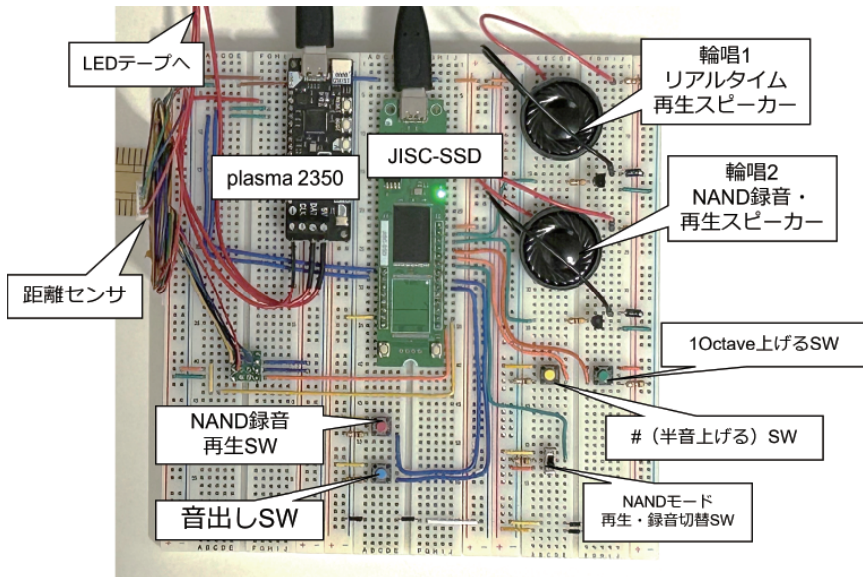 LEDテープへ
輪唱1
リアルタイム
再生スピーカー
JISC-SSD
plasma 2350
輪唱2
NAND録音・
再生スピーカー
距離センサ
1Octave上げるSW
NAND録音
再生SW
#（半音上げる）SW
音出しSW
NANDモード
再生・録音切替SW
CLK
DAT
5V